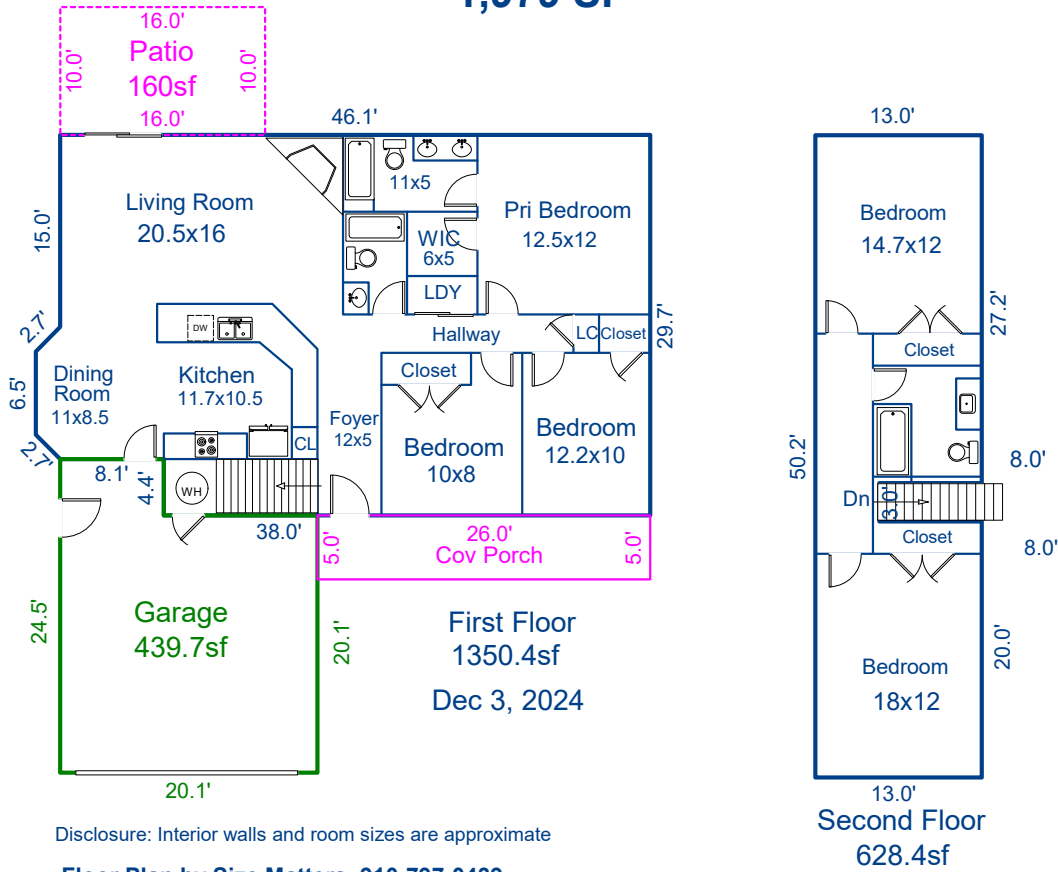 16.0'
Patio
160sf
10.0'
10.0'
16.0'
46.1'
13.0'
Living Room
20.5x16
11x5
Pri Bedroom
12.5x12
WIC
6x5
LDY
15.0'
Bedroom
14.7x12
27.2'
29.7'
DW
Hallway
LC
Closet
2.7'
6.5'
2.7'
Dining
Room
11x8.5
Kitchen
11.7x10.5
Closet
Foyer
12x5
Bedroom
10x8
Bedroom
12.2x10
CL
Closet
50.2'
8.0'
8.1'
4.4'
WH
Dn
3.0'
38.0'
5.0'
26.0'
Cov Porch
5.0'
Closet
8.0'
24.5'
Garage
439.7sf
20.1'
First Floor
1350.4sf
Dec 3, 2024
Bedroom
18x12
20.0'
20.1'
13.0'
Second Floor
628.4sf
Disclosure: Interior walls and room sizes are approximate